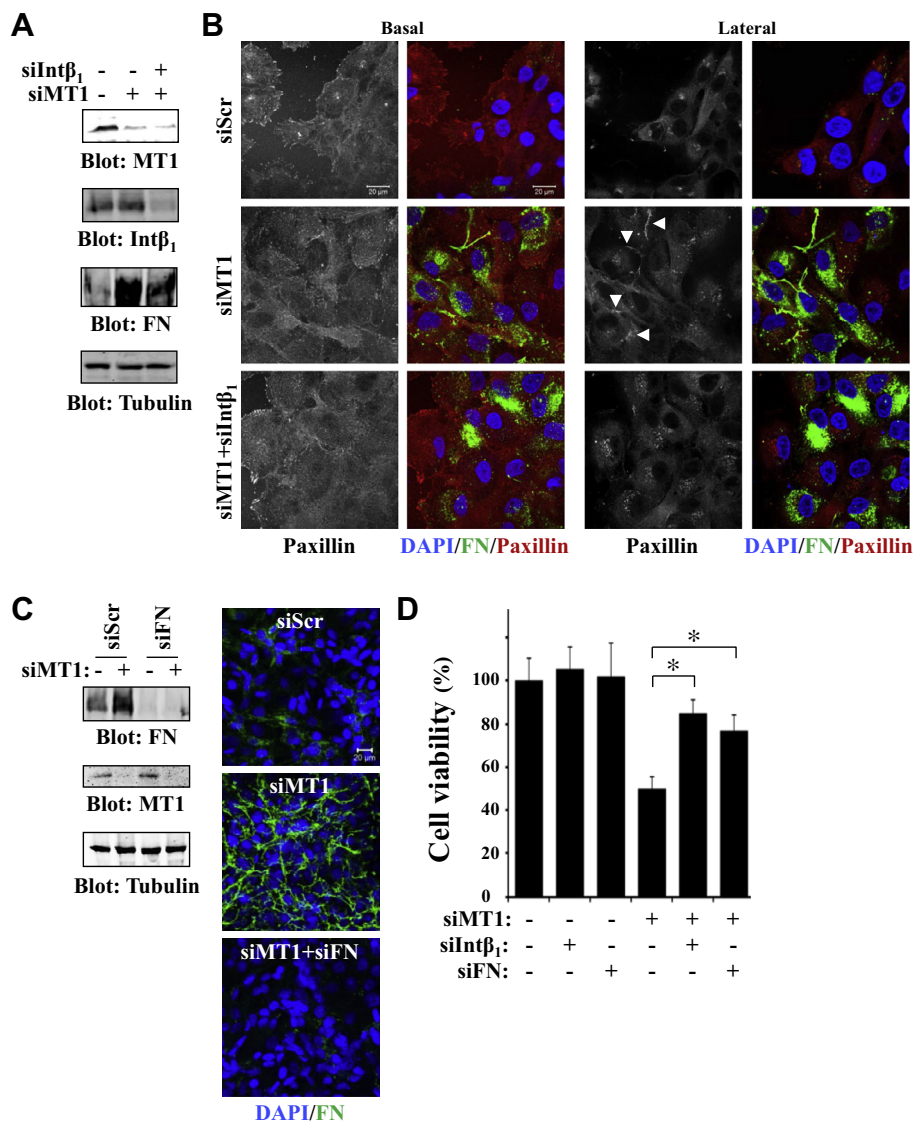 A
siIntβ₁ - - +
siMT1 - + +
Blot: MT1
Blot: Intβ₁
Blot: FN
Blot: Tubulin
B
Basal
Lateral
siScr
20 µm
20 µm
siMT1
siMT1+siIntβ₁
Paxillin
DAPI/FN/Paxillin
Paxillin
DAPI/FN/Paxillin
C
siScr
siFN
siMT1: - + - +
Blot: FN
Blot: MT1
Blot: Tubulin
siScr
20 µm
siMT1
siMT1+siFN
DAPI/FN
D
Cell viability (%)
100
80
60
40
20
0
*
*
siMT1: - - - + + +
siIntβ₁: - + - - + -
siFN: - - + - - +